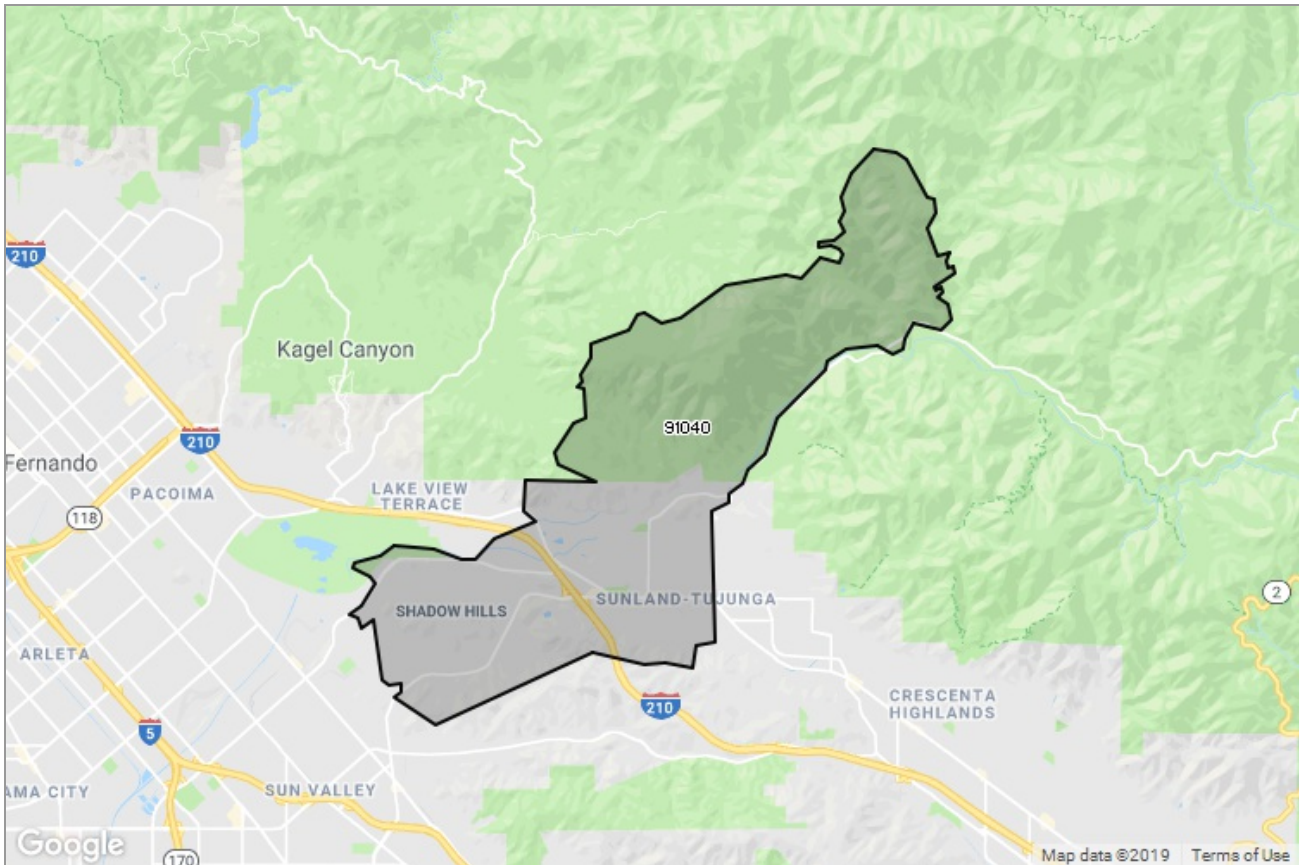 210
Kagel Canyon
91040
210
Fernando
PACOIMA
LAKE VIEW
TERRACE
118
2
SHADOW HILLS
SUNLAND-TUJUNGA
ARLETA
CRESCENTA
HIGHLANDS
210
5
AMA CITY
SUN VALLEY
Google
170
Map data ©2019 Terms of Use